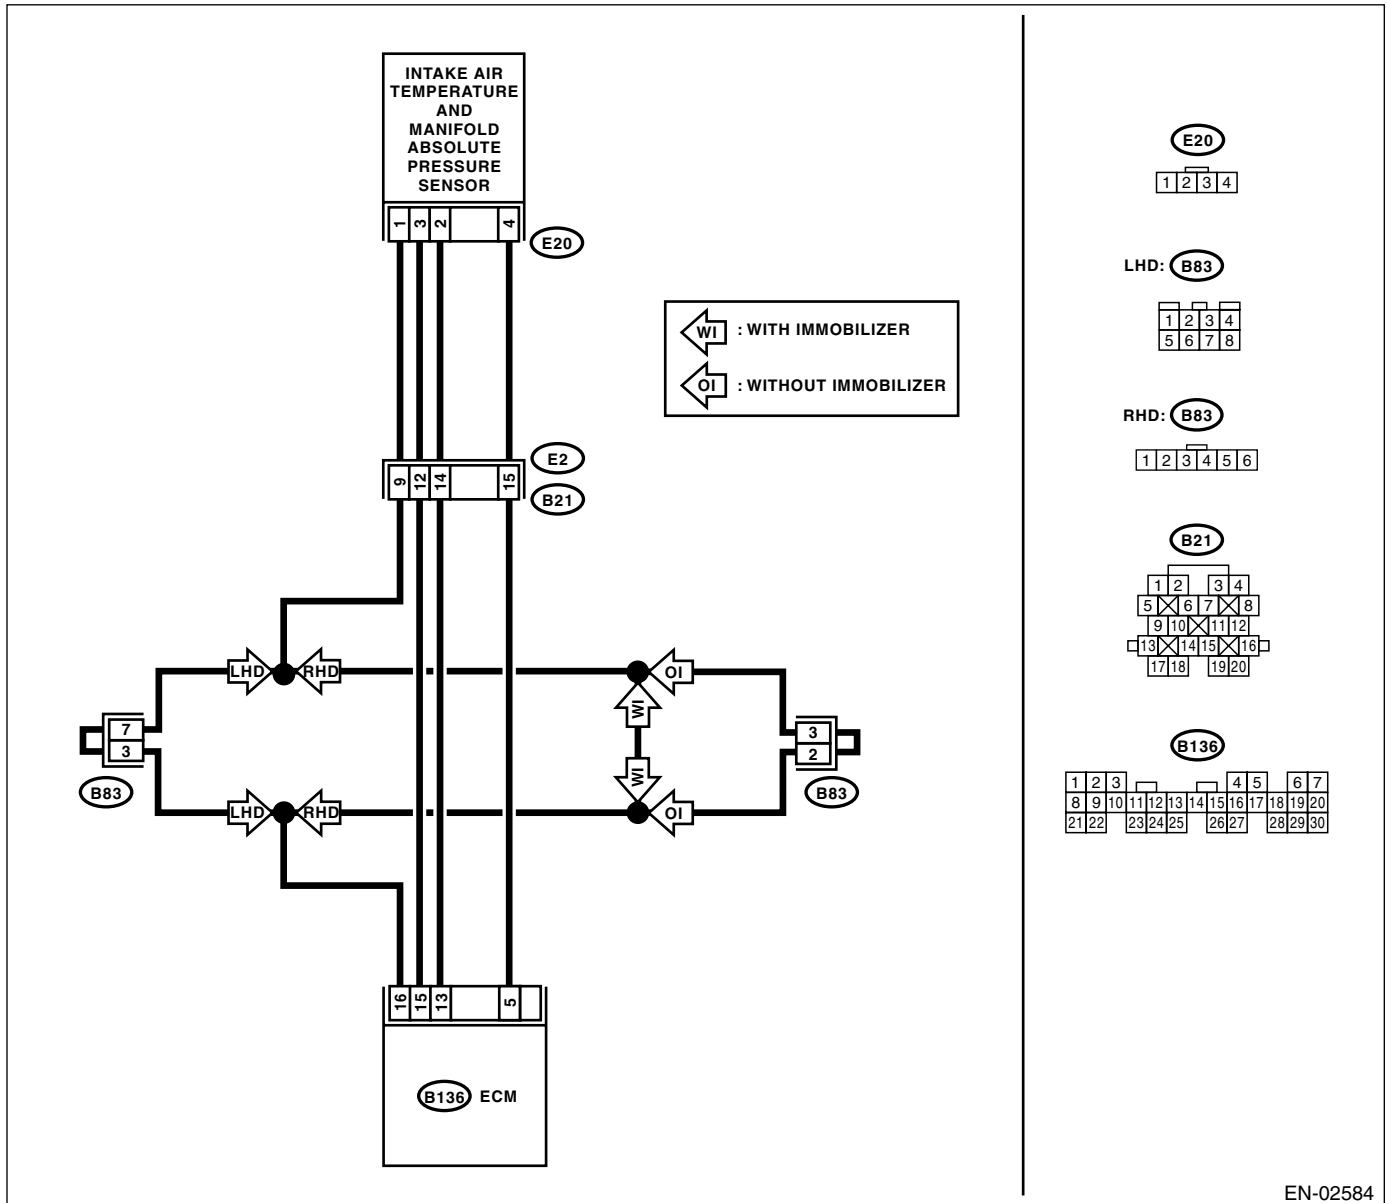 INTAKE AIR
TEMPERATURE
AND
MANIFOLD
ABSOLUTE
PRESSURE
SENSOR
1 3 2 4
E20
WI : WITH IMMOBILIZER
OI : WITHOUT IMMOBILIZER
E2
9 12 14 15
B21
LHD RHD OI
WI
7
3
B83
3
2
B83
WI
LHD RHD OI
16 15 13 5
B136 ECM
E20
1 2 3 4
LHD: B83
1 2 3 4
5 6 7 8
RHD: B83
1 2 3 4 5 6
B21
1 2 3 4
5 6 7 8
9 10 11 12
13 14 15 16
17 18 19 20
B136
1 2 3 4 5 6 7
8 9 10 11 12 13 14 15 16 17 18 19 20
21 22 23 24 25 26 27 28 29 30
EN-02584